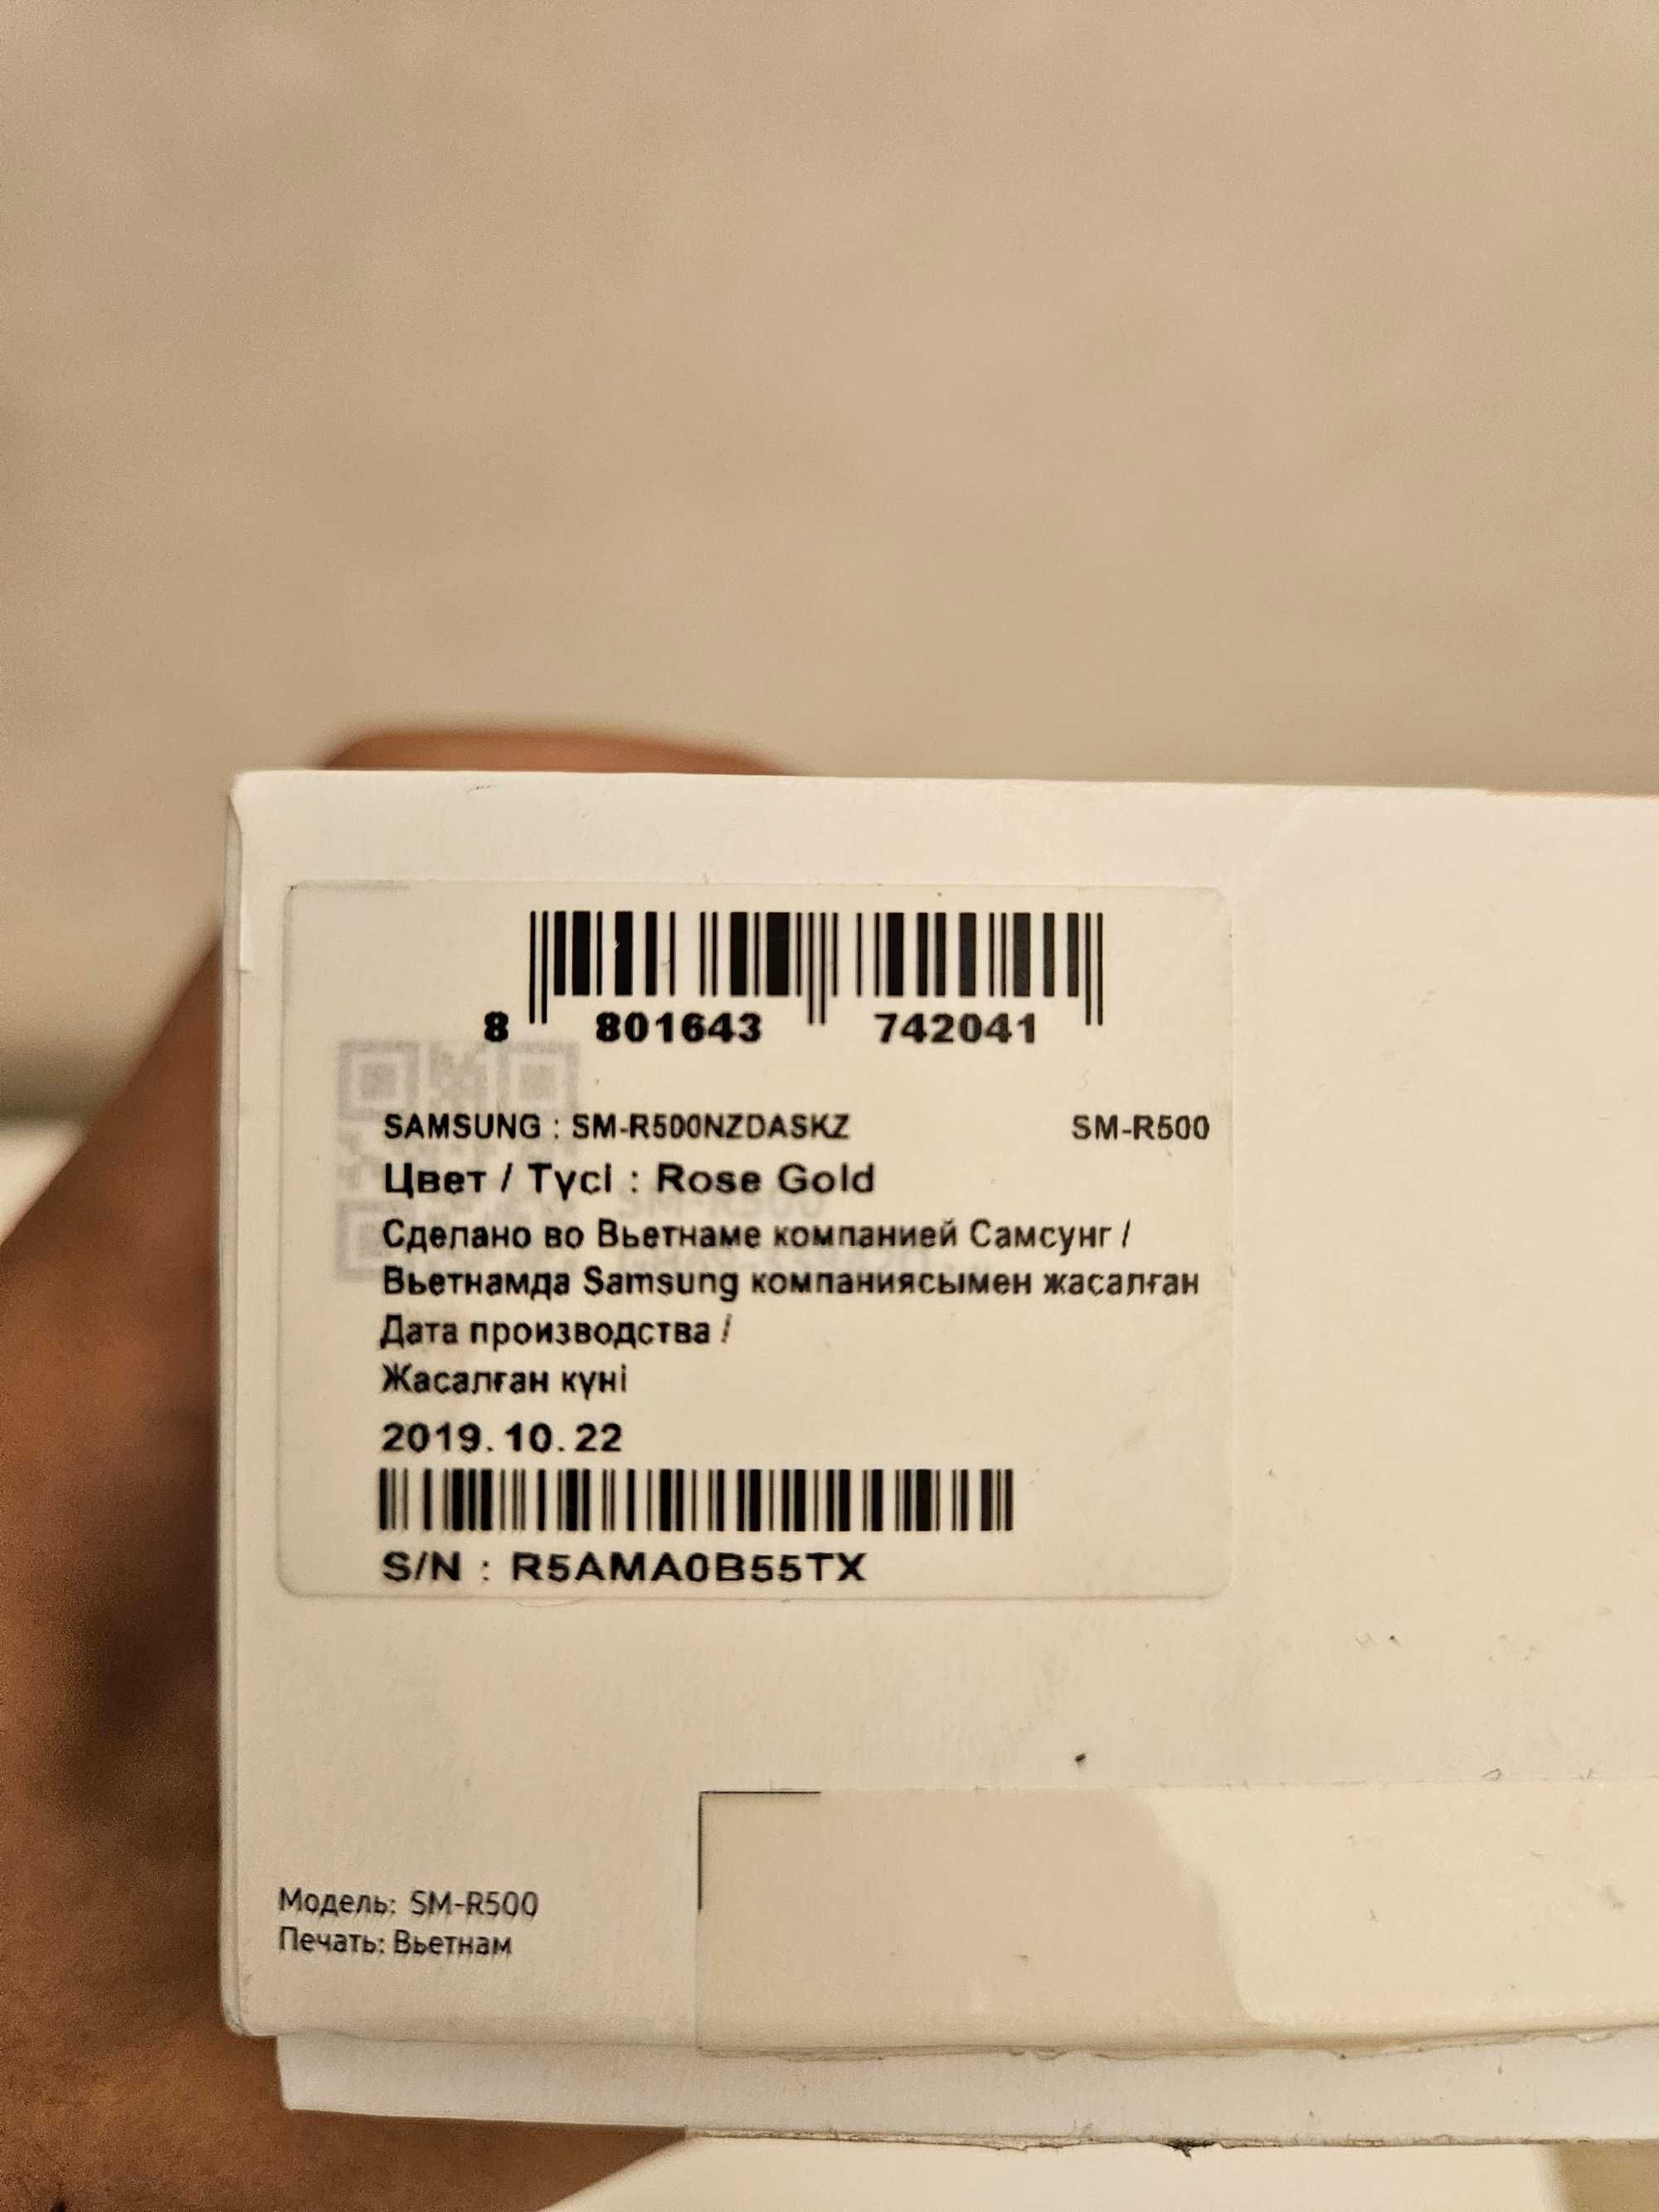 8 801643 742041
SAMSUNG : SM-R500NZDASKZ SM-R500
Цвет / Түсі : Rose Gold
Сделано во Вьетнаме компанией Самсунг /
Вьетнамда Samsung компаниясымен жасалған
Дата производства /
Жасалған күні
2019.10.22
S/N : R5AMA0B55TX
Модель: SM-R500
Печать: Вьетнам